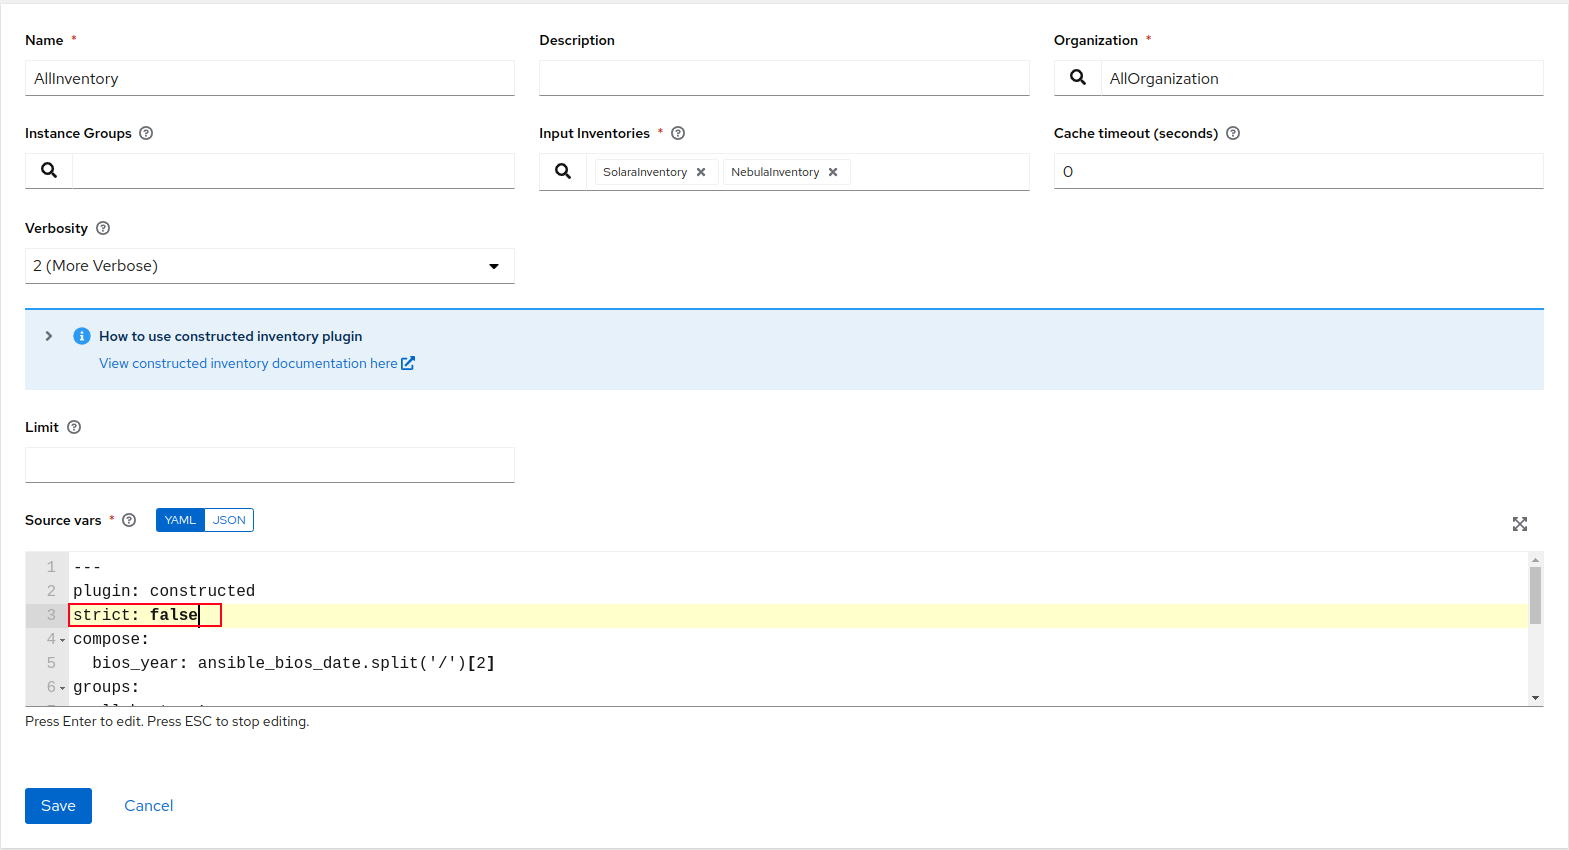 Name *
Description
Organization *
AllInventory
AllOrganization
Instance Groups
Input Inventories *
Cache timeout (seconds)
SolaraInventory
NebulaInventory
0
Verbosity
2 (More Verbose)
How to use constructed inventory plugin
View constructed inventory documentation here
Limit
Source vars *
YAML
JSON
1 ---
2 plugin: constructed
3 strict: false
4 compose:
5 bios_year: ansible_bios_date.split('/')[2]
6 groups:
Press Enter to edit. Press ESC to stop editing.
Save
Cancel